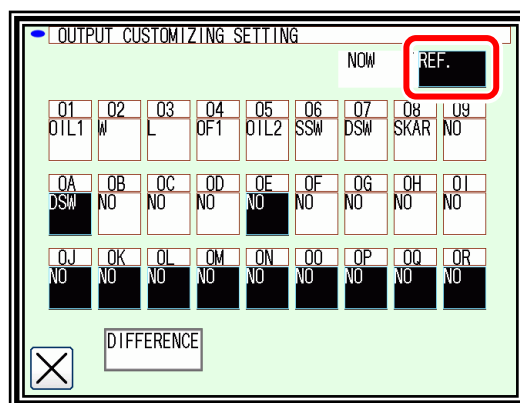 OUTPUT CUSTOMIZING SETTING
NOW REF.
01 02 03 04 05 06 07 08 09
OIL1 W L OF1 OIL2 SSW DSW SKAR NO
0A 0B 0C 0D 0E 0F 0G 0H 0I
DSW NO NO NO NO NO NO NO NO
0J 0K 0L 0M 0N 0O 0P 0Q 0R
NO NO NO NO NO NO NO NO NO
DIFFERENCE